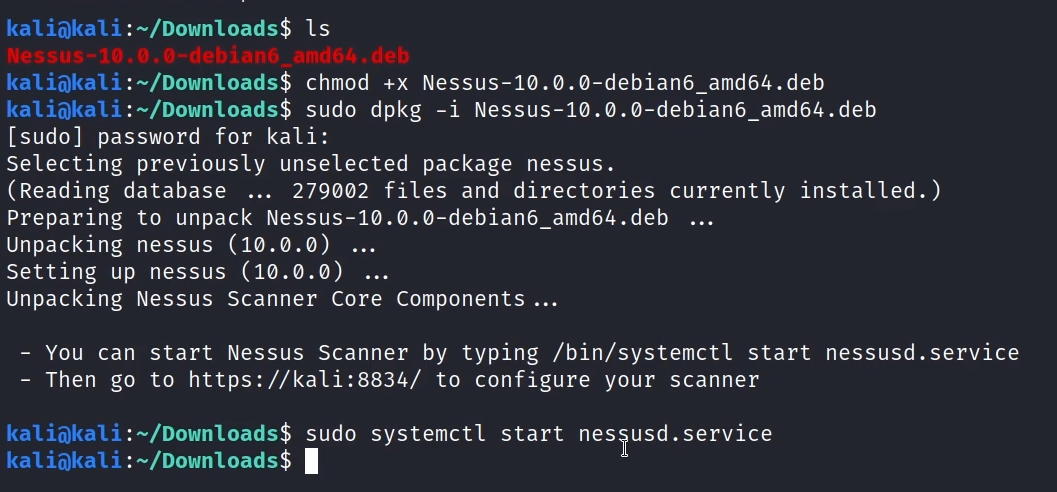 kali@kali:~/Downloads$ ls
Nessus-10.0.0-debian6_amd64.deb
kali@kali:~/Downloads$ chmod +x Nessus-10.0.0-debian6_amd64.deb
kali@kali:~/Downloads$ sudo dpkg -i Nessus-10.0.0-debian6_amd64.deb
[sudo] password for kali:
Selecting previously unselected package nessus.
(Reading database ... 279002 files and directories currently installed.)
Preparing to unpack Nessus-10.0.0-debian6_amd64.deb ...
Unpacking nessus (10.0.0) ...
Setting up nessus (10.0.0) ...
Unpacking Nessus Scanner Core Components...
- You can start Nessus Scanner by typing /bin/systemctl start nessusd.service
- Then go to https://kali:8834/ to configure your scanner
kali@kali:~/Downloads$ sudo systemctl start nessusd.service
kali@kali:~/Downloads$